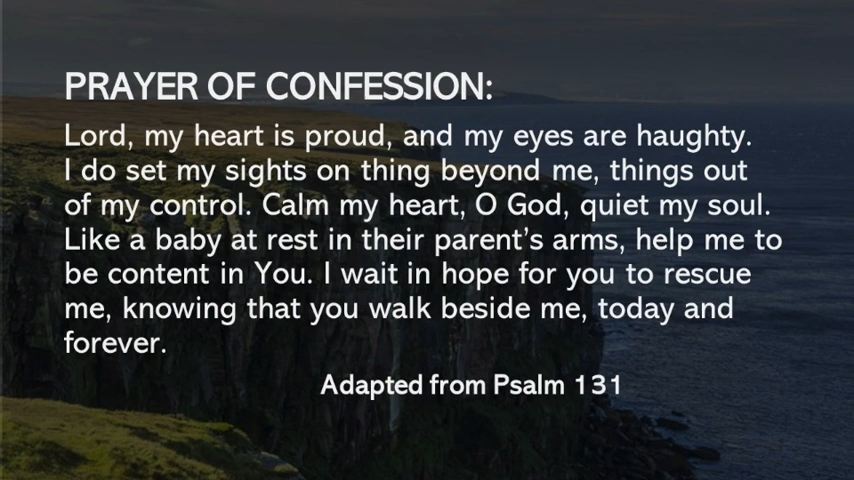 PRAYER OF CONFESSION:
Lord, my heart is proud, and my eyes are haughty.
I do set my sights on thing beyond me, things out
of my control. Calm my heart, O God, quiet my soul.
Like a baby at rest in their parent’s arms, help me to
be content in You. I wait in hope for you to rescue
me, knowing that you walk beside me, today and
forever.
Adapted from Psalm 131